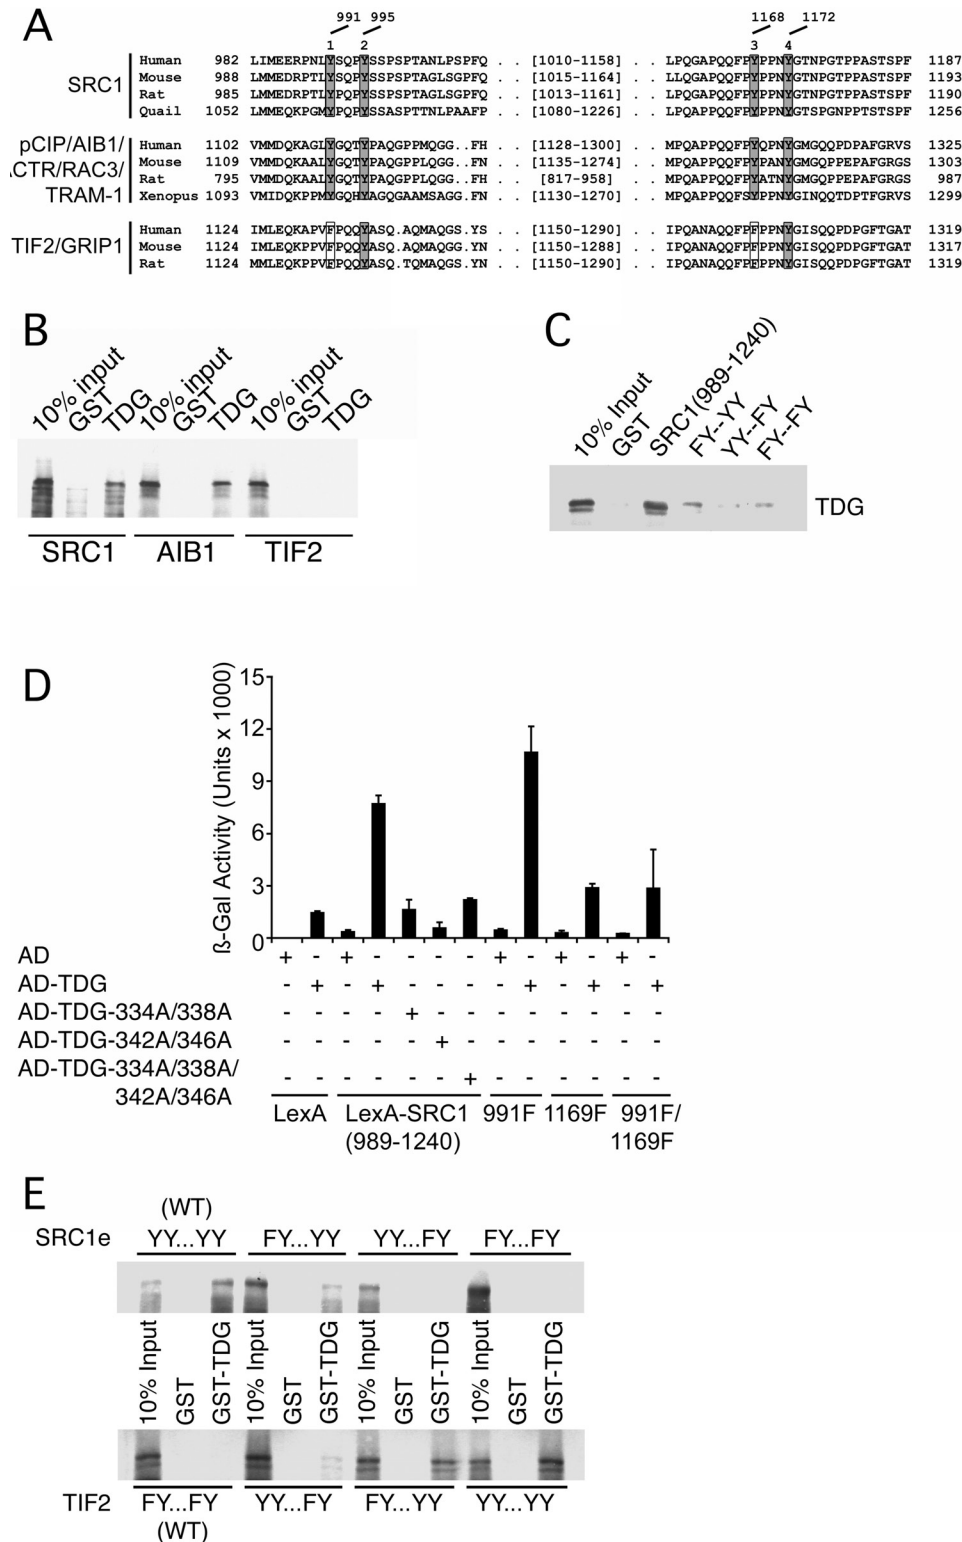 A
991 995 1168 1172
1 2 3 4
SRC1
Human 982 LIMEERPNLYSQPYSSPSPTANLPSPFQ . . [1010-1158] . . LPQGAPQQFPYQPNYGTNPGTPPASTSPF 1187
Mouse 988 LMMEDRPTLYSQPYSSPSPTAGLSGPFQ . . [1015-1164] . . LQQGAPQQFPYPPNYGTNPGTPPASTSPF 1193
Rat 985 LMMEDRPTLYPQPYSSPSPTAGLSGPFQ . . [1013-1161] . . LPQGAPQQFPYPPNYGTNPGTPPASTSPF 1190
Quail 1052 LMMEQKPGMYPQPYSSASPTTNLPAAFP . . [1080-1226] . . LPQAPPQQFPYPPNYGTSPGNPPASTSPF 1256
pCIP/AIB1/
ACTR/RAC3/
TRAM-1
Human 1102 VMMDQKAGLYGQTYPAQGPPMQGG..FH . . [1128-1300] . . MPQAPPQQFPYQPNYGMGQQPDPAFGRVS 1325
Mouse 1109 VMMDQKAALYGQTYPAQGPPLQGG..FN . . [1135-1274] . . MPQAPPQQFPYPANYGMGQPPEPAFGRGS 1303
Rat 795 VMMDQKAALYGQTYPAQGPPLQGG..FH . . [817-958] . . MPQAPPQQFPYATNYGMGQPPEPAFGRGS 987
Xenopus 1093 VMIDQKPPMYGQHYAGQGAAMSAGG.FS . . [1130-1270] . . MPQAPPQQFPYPPNYGINQQTDPAFGRVS 1299
TIF2/GRIP1
Human 1124 IMLEQKAPVFPQQYASQ.AQMAQGS.YS . . [1150-1290] . . IPQANAQQFPFPPNYGISQQPDPGFTGAT 1319
Mouse 1124 IMLEQKPPVFPQQYASQ.AQMAQGG.YN . . [1150-1288] . . IPQANAQQFPFPPNYGISQQPDPGFTGAT 1317
Rat 1124 MMLEQKPPVFPQQYASQ.TQMAQGS.YN . . [1150-1290] . . IPQANAQQFPFPPNYGISQQPDPGFTGAT 1319
B
10% input GST TDG 10% input GST TDG 10% input GST TDG
SRC1 AIB1 TIF2
C
10% Input GST SRC1(989-1240) FY--YY YY--FY FY--FY
TDG
D
ß-Gal Activity (Units x 1000)
15
12
9
6
3
0
AD + - + - - - - + - + - + -
AD-TDG - + - + - - - - + - + - +
AD-TDG-334A/338A - - - - + - - - - - - - -
AD-TDG-342A/346A - - - - - + - - - - - - -
AD-TDG-334A/338A/
342A/346A - - - - - - + - - - - - -
LexA LexA-SRC1 991F 1169F 991F/
(989-1240) 1169F
E
(WT)
SRC1e YY...YY FY...YY YY...FY FY...FY
10% Input GST GST-TDG 10% Input GST GST-TDG 10% Input GST GST-TDG 10% Input GST GST-TDG
TIF2 FY...FY YY...FY FY...YY YY...YY
(WT)